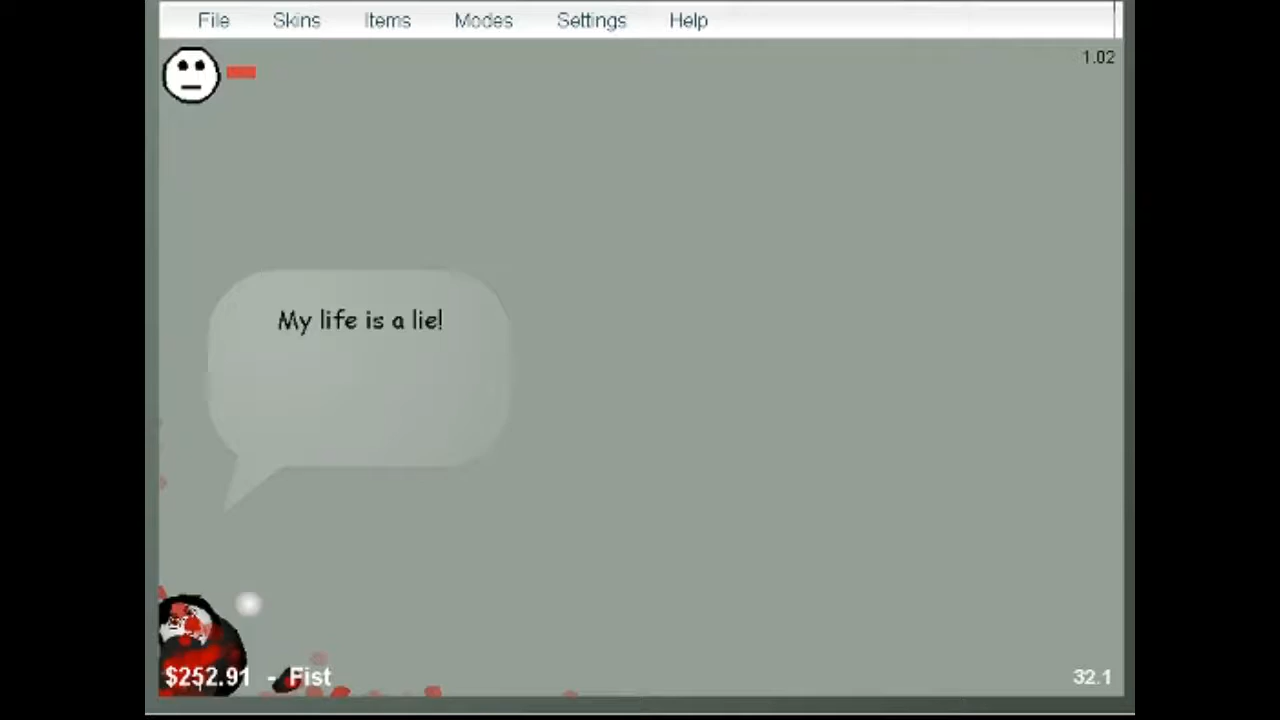 File Skins Items Modes Settings Help
1.02
My life is a lie!
$252.91 - Fist
32.1